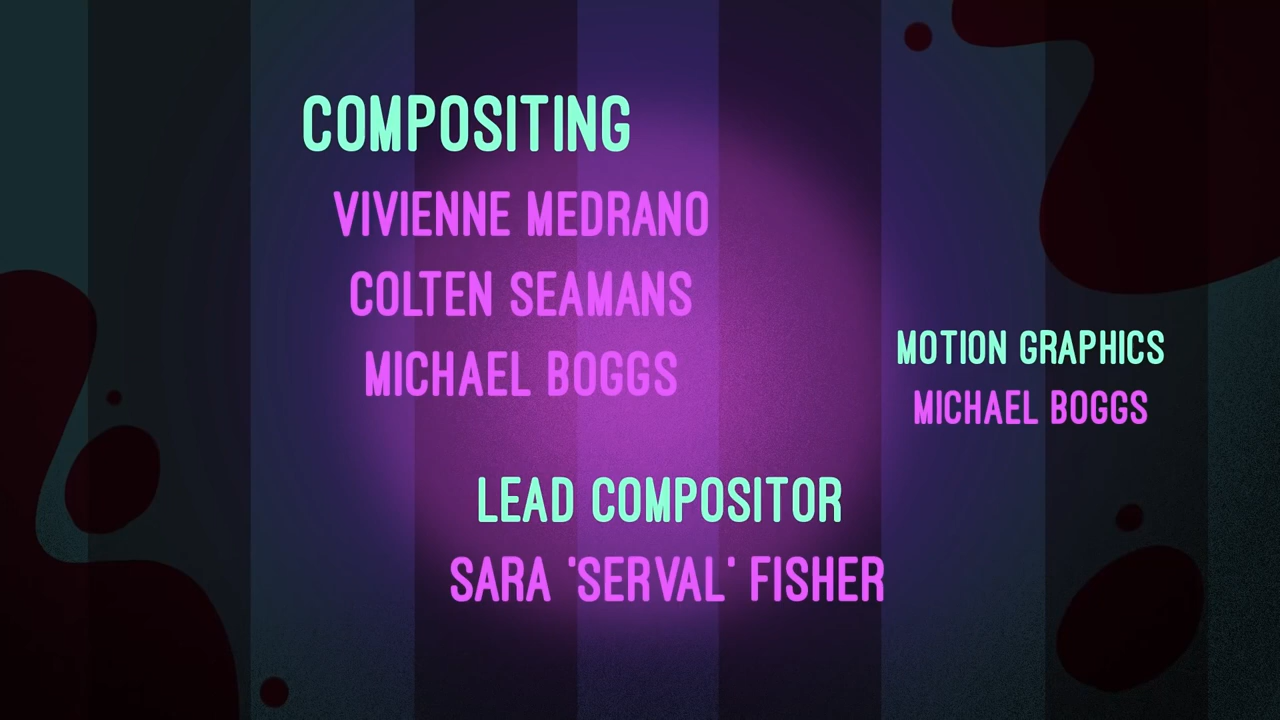 COMPOSITING
VIVIENNE MEDRANO
COLTEN SEAMANS
MICHAEL BOGGS
MOTION GRAPHICS
MICHAEL BOGGS
LEAD COMPOSITOR
SARA 'SERVAL' FISHER